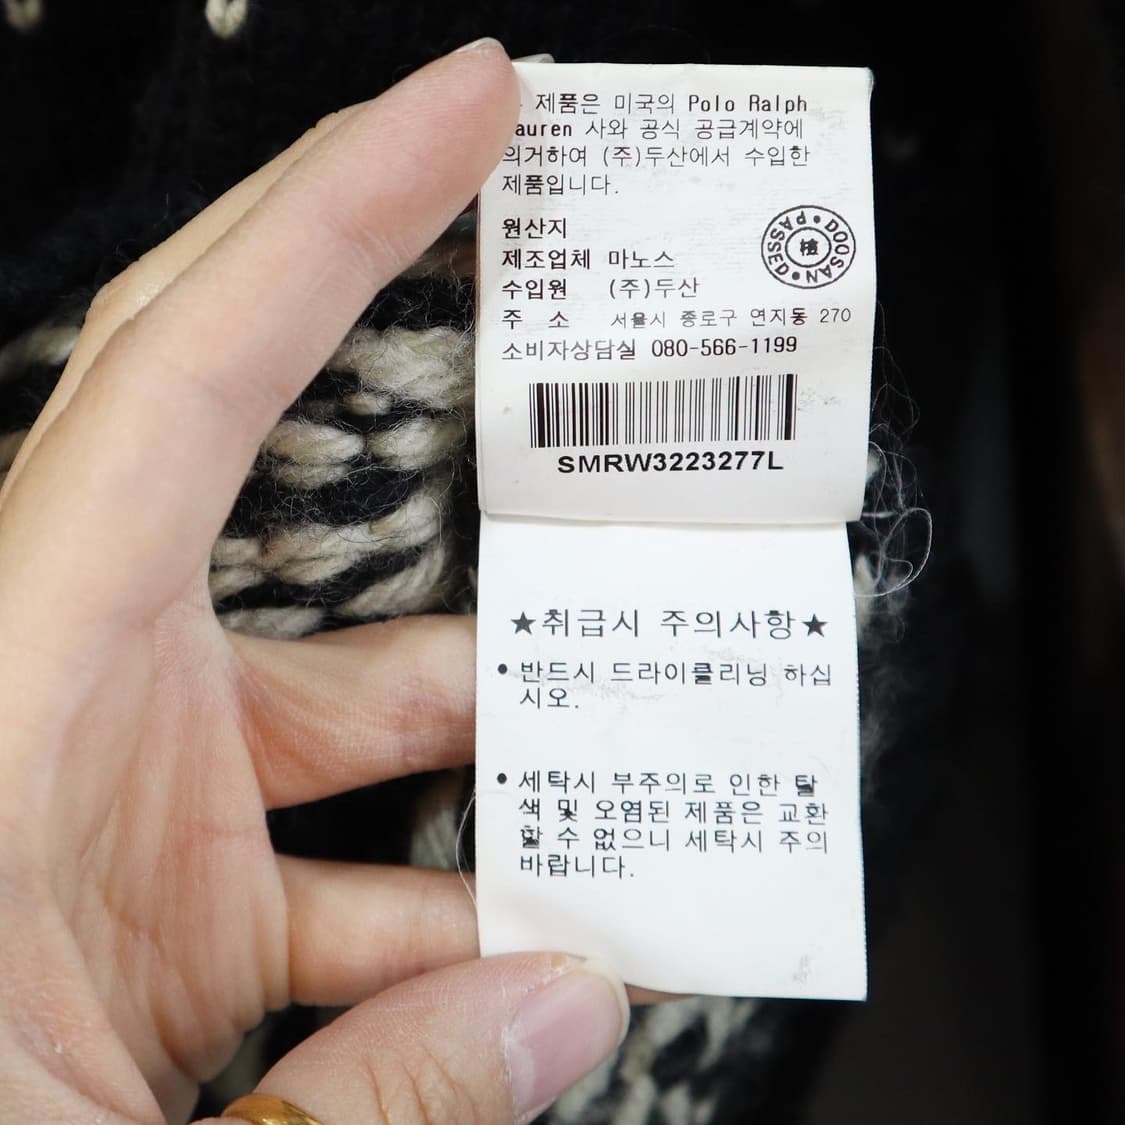 제품은 미국의 Polo Ralph
auren 사와 공식 공급계약에
의거하여 (주)두산에서 수입한
제품입니다.
원산지
제조업체 마노스
수입원 (주)두산
주 소 서울시 종로구 연지동 270
소비자상담실 080-566-1199
DOOSAN • PASSED •
檢
SMRW3223277L
★취급시 주의사항★
• 반드시 드라이클리닝 하십
시오.
• 세탁시 부주의로 인한 탈
색 및 오염된 제품은 교환
할 수 없으니 세탁시 주의
바랍니다.